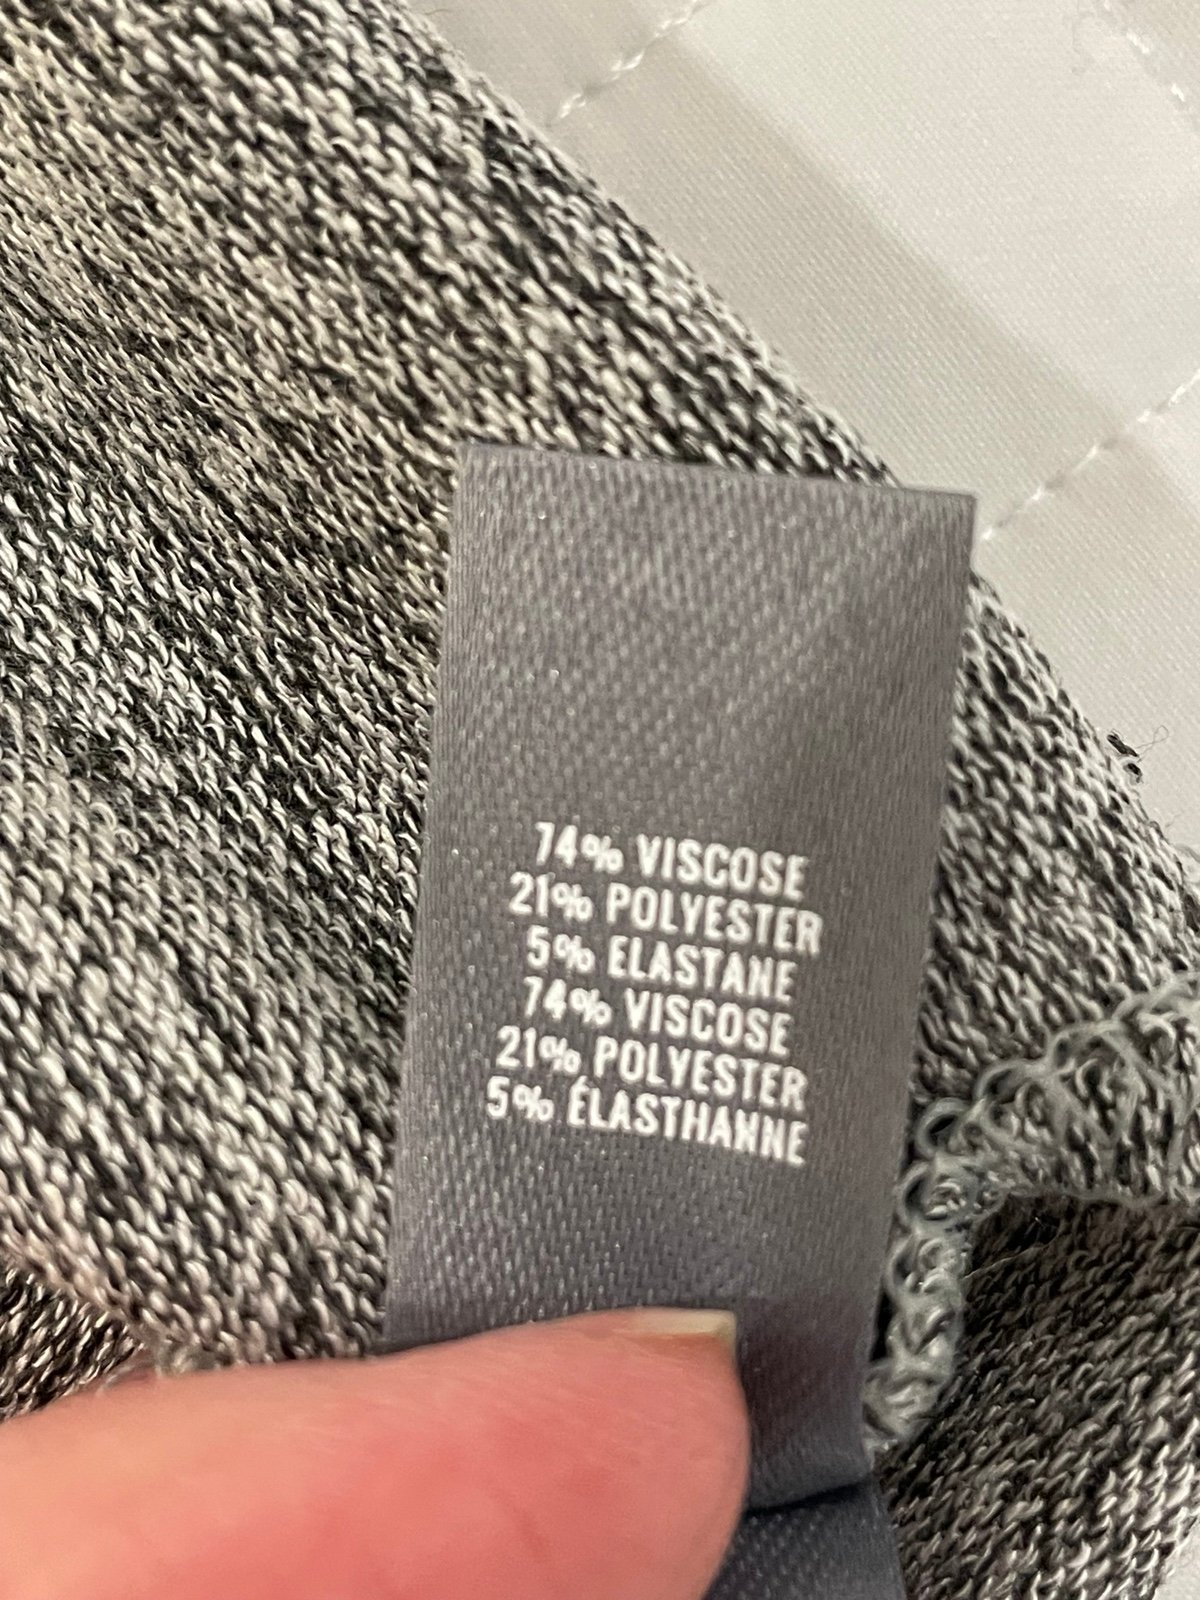 74% VISCOSE
21% POLYESTER
5% ELASTANE
74% VISCOSE
21% POLYESTER
5% ÉLASTHANNE